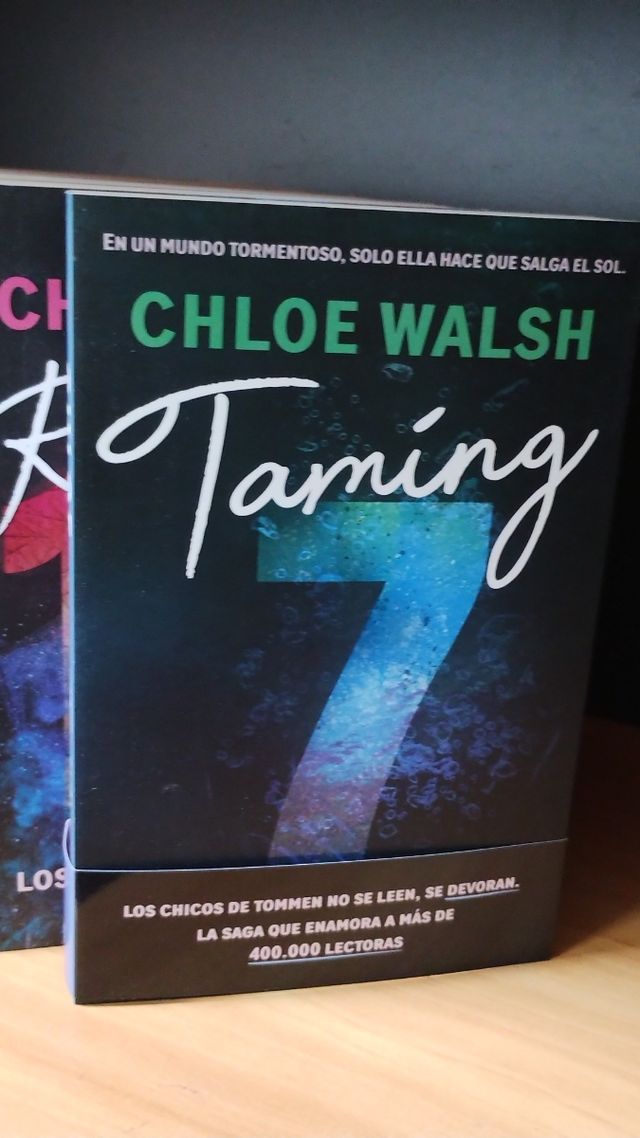 EN UN MUNDO TORMENTOSO, SOLO ELLA HACE QUE SALGA EL SOL.
CHLOE WALSH
Taming
7
LOS CHICOS DE TOMMEN NO SE LEEN, SE DEVORAN.
LA SAGA QUE ENAMORA A MÁS DE
400.000 LECTORAS
CH
R
LOS